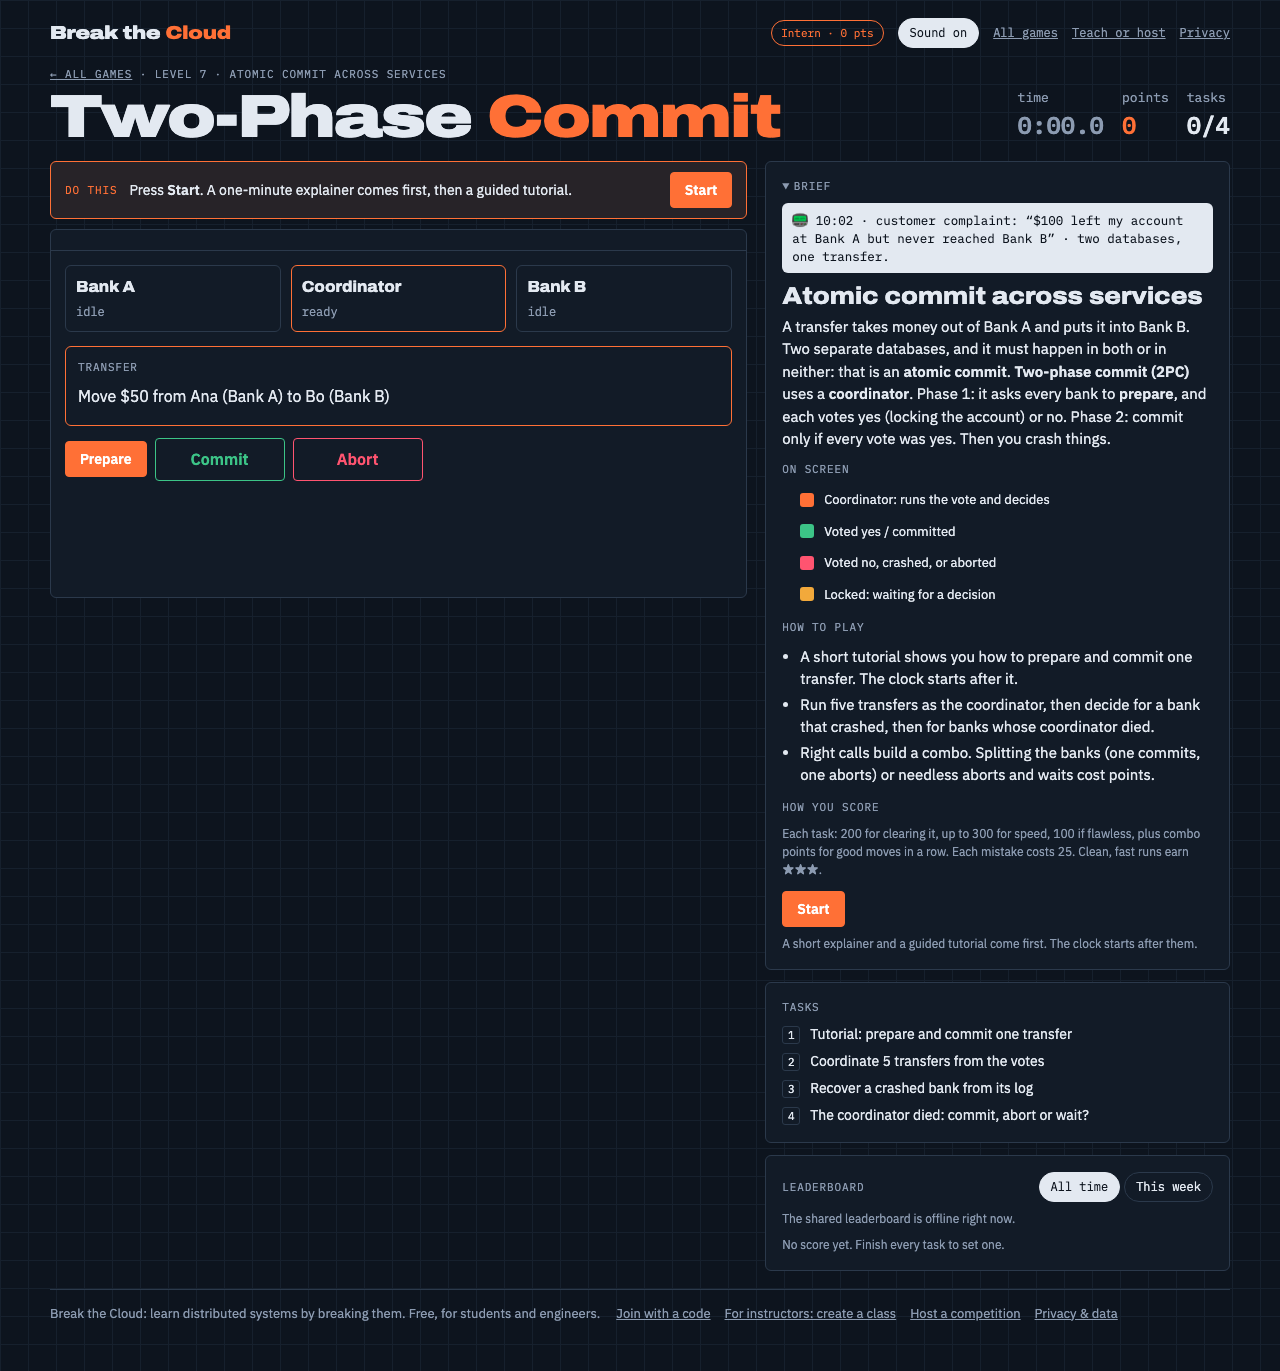 Break the Cloud
Intern · 0 pts
Sound on
All games
Teach or host
Privacy
← ALL GAMES · LEVEL 7 · ATOMIC COMMIT ACROSS SERVICES
Two-Phase Commit
time
points
tasks
0:00.0
0
0/4
DO THIS
Press Start. A one-minute explainer comes first, then a guided tutorial.
Start
Bank A
idle
Coordinator
ready
Bank B
idle
TRANSFER
Move $50 from Ana (Bank A) to Bo (Bank B)
Prepare
Commit
Abort
▼ BRIEF
10:02 · customer complaint: “$100 left my account
at Bank A but never reached Bank B” · two databases,
one transfer.
Atomic commit across services
A transfer takes money out of Bank A and puts it into Bank B.
Two separate databases, and it must happen in both or in
neither: that is an atomic commit. Two-phase commit (2PC)
uses a coordinator. Phase 1: it asks every bank to prepare, and
each votes yes (locking the account) or no. Phase 2: commit
only if every vote was yes. Then you crash things.
ON SCREEN
Coordinator: runs the vote and decides
Voted yes / committed
Voted no, crashed, or aborted
Locked: waiting for a decision
HOW TO PLAY
• A short tutorial shows you how to prepare and commit one
transfer. The clock starts after it.
• Run five transfers as the coordinator, then decide for a bank
that crashed, then for banks whose coordinator died.
• Right calls build a combo. Splitting the banks (one commits,
one aborts) or needless aborts and waits cost points.
HOW YOU SCORE
Each task: 200 for clearing it, up to 300 for speed, 100 if flawless, plus combo
points for good moves in a row. Each mistake costs 25. Clean, fast runs earn
★★★.
Start
A short explainer and a guided tutorial come first. The clock starts after them.
TASKS
1 Tutorial: prepare and commit one transfer
2 Coordinate 5 transfers from the votes
3 Recover a crashed bank from its log
4 The coordinator died: commit, abort or wait?
LEADERBOARD
All time
This week
The shared leaderboard is offline right now.
No score yet. Finish every task to set one.
Break the Cloud: learn distributed systems by breaking them. Free, for students and engineers.
Join with a code
For instructors: create a class
Host a competition
Privacy & data